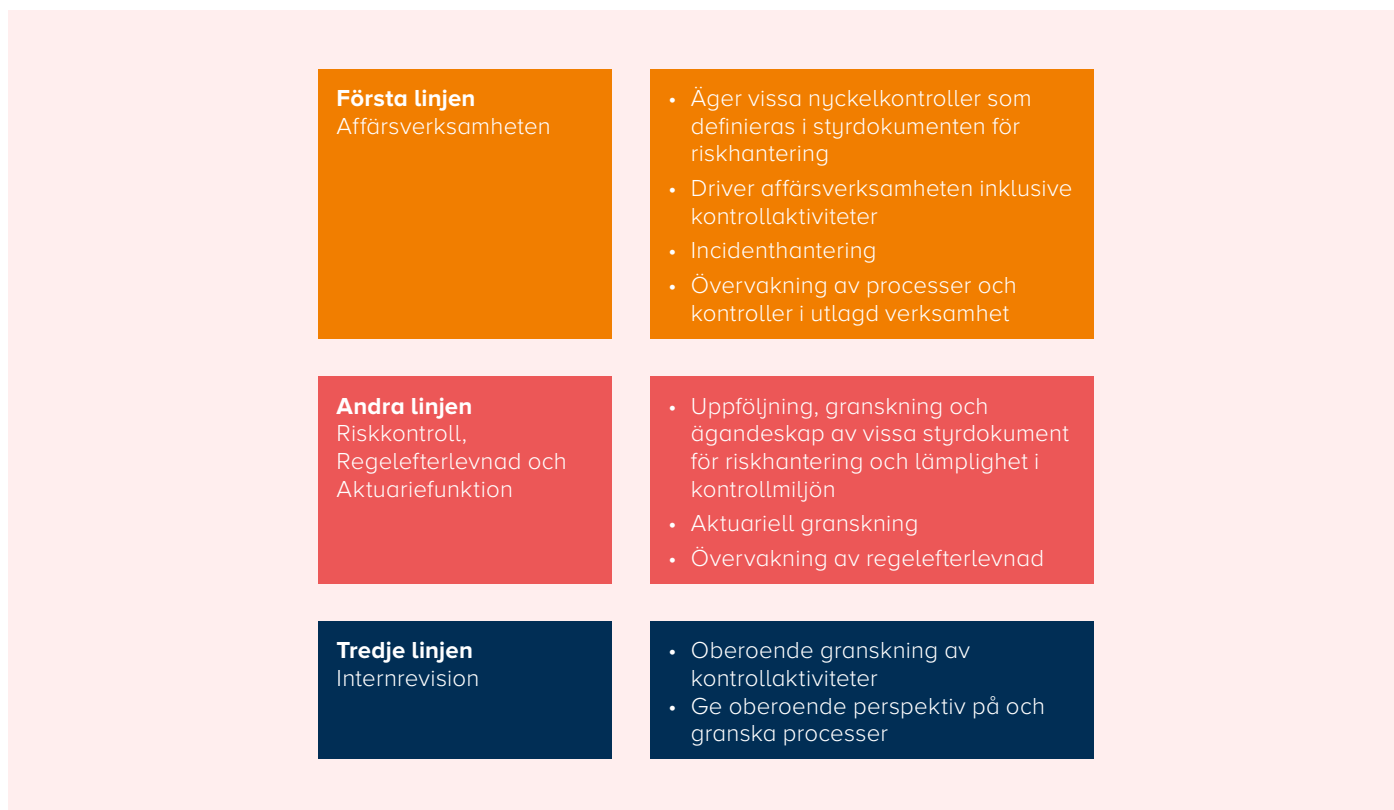 Första linjen
Affärsverksamheten
• Äger vissa nyckelkontroller som
definieras i styrdokumenten för
riskhantering
• Driver affärsverksamheten inklusive
kontrollaktiviteter
• Incidenthantering
• Övervakning av processer och
kontroller i utlagd verksamhet
Andra linjen
Riskkontroll,
Regelefterlevnad och
Aktuariefunktion
• Uppföljning, granskning och
ägandeskap av vissa styrdokument
för riskhantering och lämplighet i
kontrollmiljön
• Aktuariell granskning
• Övervakning av regelefterlevnad
Tredje linjen
Internrevision
• Oberoende granskning av
kontrollaktiviteter
• Ge oberoende perspektiv på och
granska processer